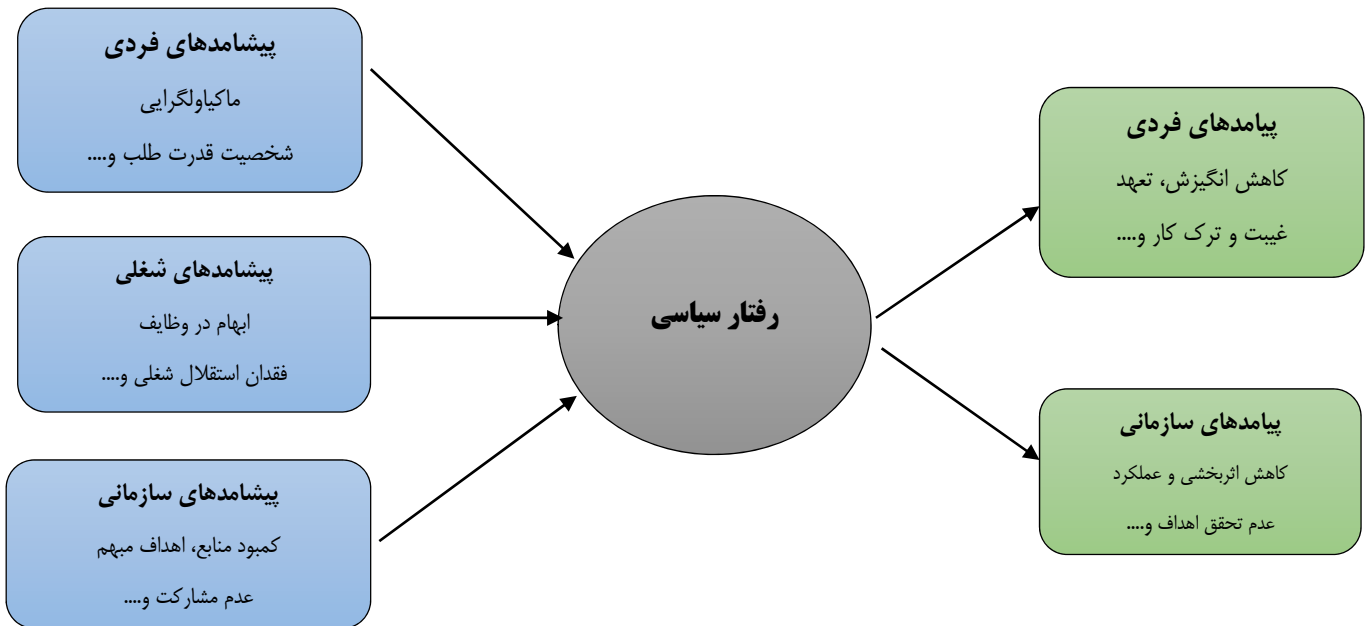 پیشامدهای فردی
ماکیاولگرایی
شخصیت قدرت طلب و....
پیشامدهای شغلی
ابهام در وظایف
فقدان استقلال شغلی و....
پیشامدهای سازمانی
کمبود منابع، اهداف مبهم
عدم مشارکت و....
رفتار سیاسی
پیامدهای فردی
کاهش انگیزش، تعهد
غیبت و ترک کار و....
پیامدهای سازمانی
کاهش اثربخشی و عملکرد
عدم تحقق اهداف و....